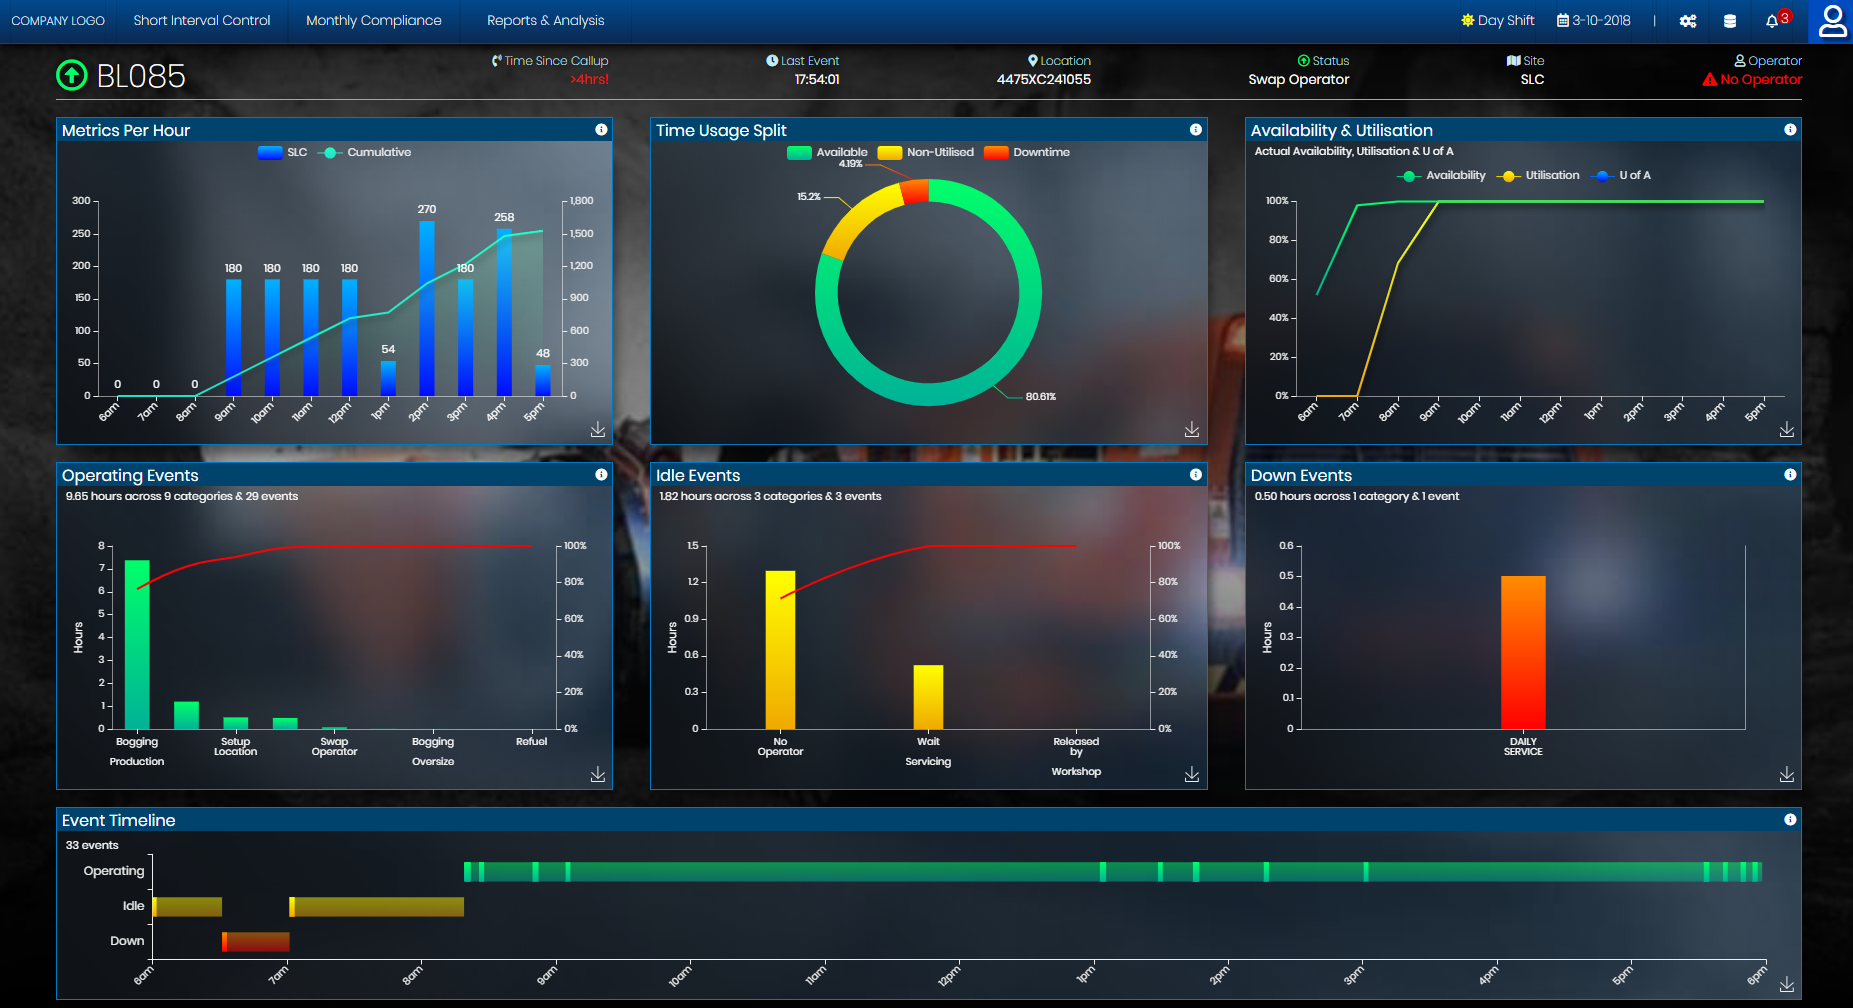 COMPANY LOGO Short Interval Control Monthly Compliance Reports & Analysis Day Shift 3-10-2018 | 3
BL085
Time Since Callup Last Event Location Status Site Operator
>4hrs! 17:54:01 4475XC241055 Swap Operator SLC No Operator
Metrics Per Hour
SLC Cumulative
300 250 200 150 100 50 0
1,800 1,500 1,200 900 600 300 0
0 0 0 180 180 180 180 54 270 180 258 48
6am 7am 8am 9am 10am 11am 12pm 1pm 2pm 3pm 4pm 5pm
Time Usage Split
Available Non-Utilised Downtime
4.19%
15.2%
80.61%
Availability & Utilisation
Actual Availability, Utilisation & U of A
Availability Utilisation U of A
100% 80% 60% 40% 20% 0%
6am 7am 8am 9am 10am 11am 12pm 1pm 2pm 3pm 4pm 5pm
Operating Events
9.65 hours across 9 categories & 29 events
Hours
8 7 6 5 4 3 2 1 0
100% 80% 60% 40% 20% 0%
Bogging Setup Swap Bogging Refuel
Location Operator
Production Oversize
Idle Events
1.82 hours across 3 categories & 3 events
Hours
1.5 1.2 0.9 0.6 0.3 0
100% 80% 60% 40% 20% 0%
No Wait Released
Operator by
Servicing
Workshop
Down Events
0.50 hours across 1 category & 1 event
Hours
0.6 0.5 0.4 0.3 0.2 0.1 0
DAILY
SERVICE
Event Timeline
33 events
Operating
Idle
Down
6am 7am 8am 9am 10am 11am 12pm 1pm 2pm 3pm 4pm 5pm 6pm